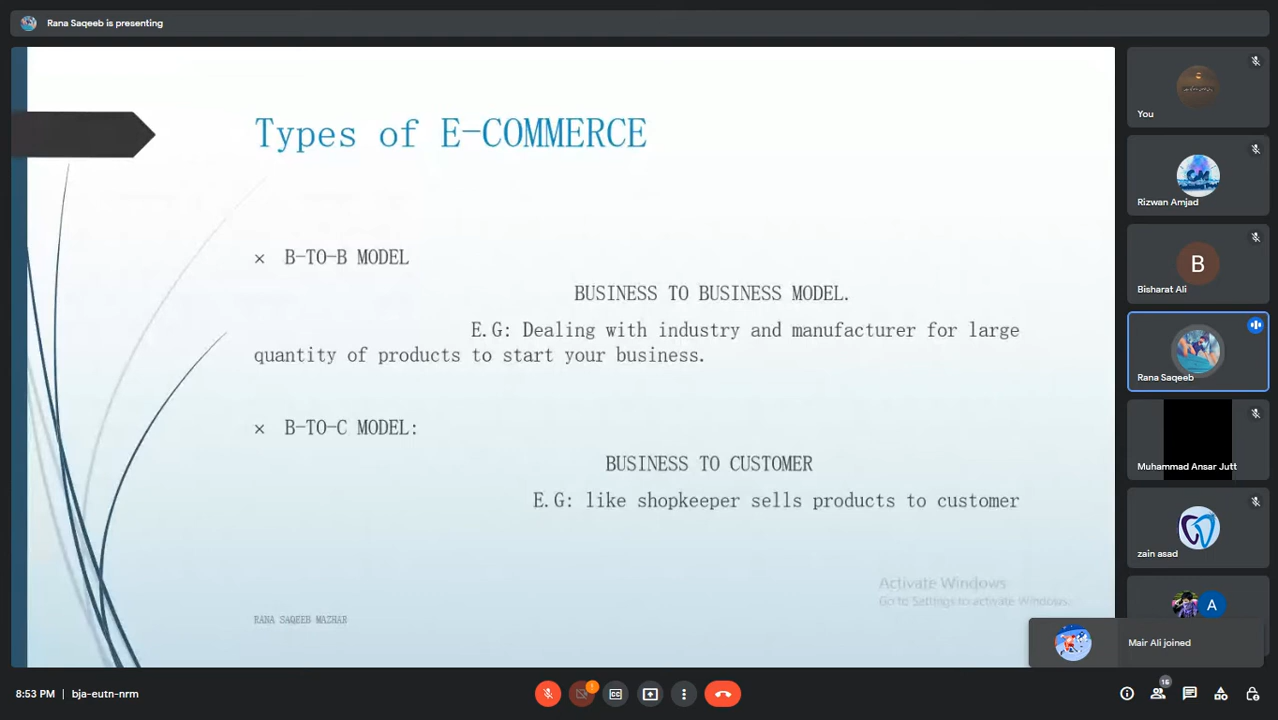 Rana Saqeeb is presenting
Types of E-COMMERCE
× B-TO-B MODEL
BUSINESS TO BUSINESS MODEL.
E.G: Dealing with industry and manufacturer for large
quantity of products to start your business.
× B-TO-C MODEL:
BUSINESS TO CUSTOMER
E.G: like shopkeeper sells products to customer
Activate Windows
Go to Settings to activate Windows.
RANA SAQEEB MAZHAR
You
Rizwan Amjad
B
Bisharat Ali
Rana Saqeeb
Muhammad Ansar Jutt
zain asad
A
Mair Ali joined
8:53 PM | bja-eutn-nrm
1
16